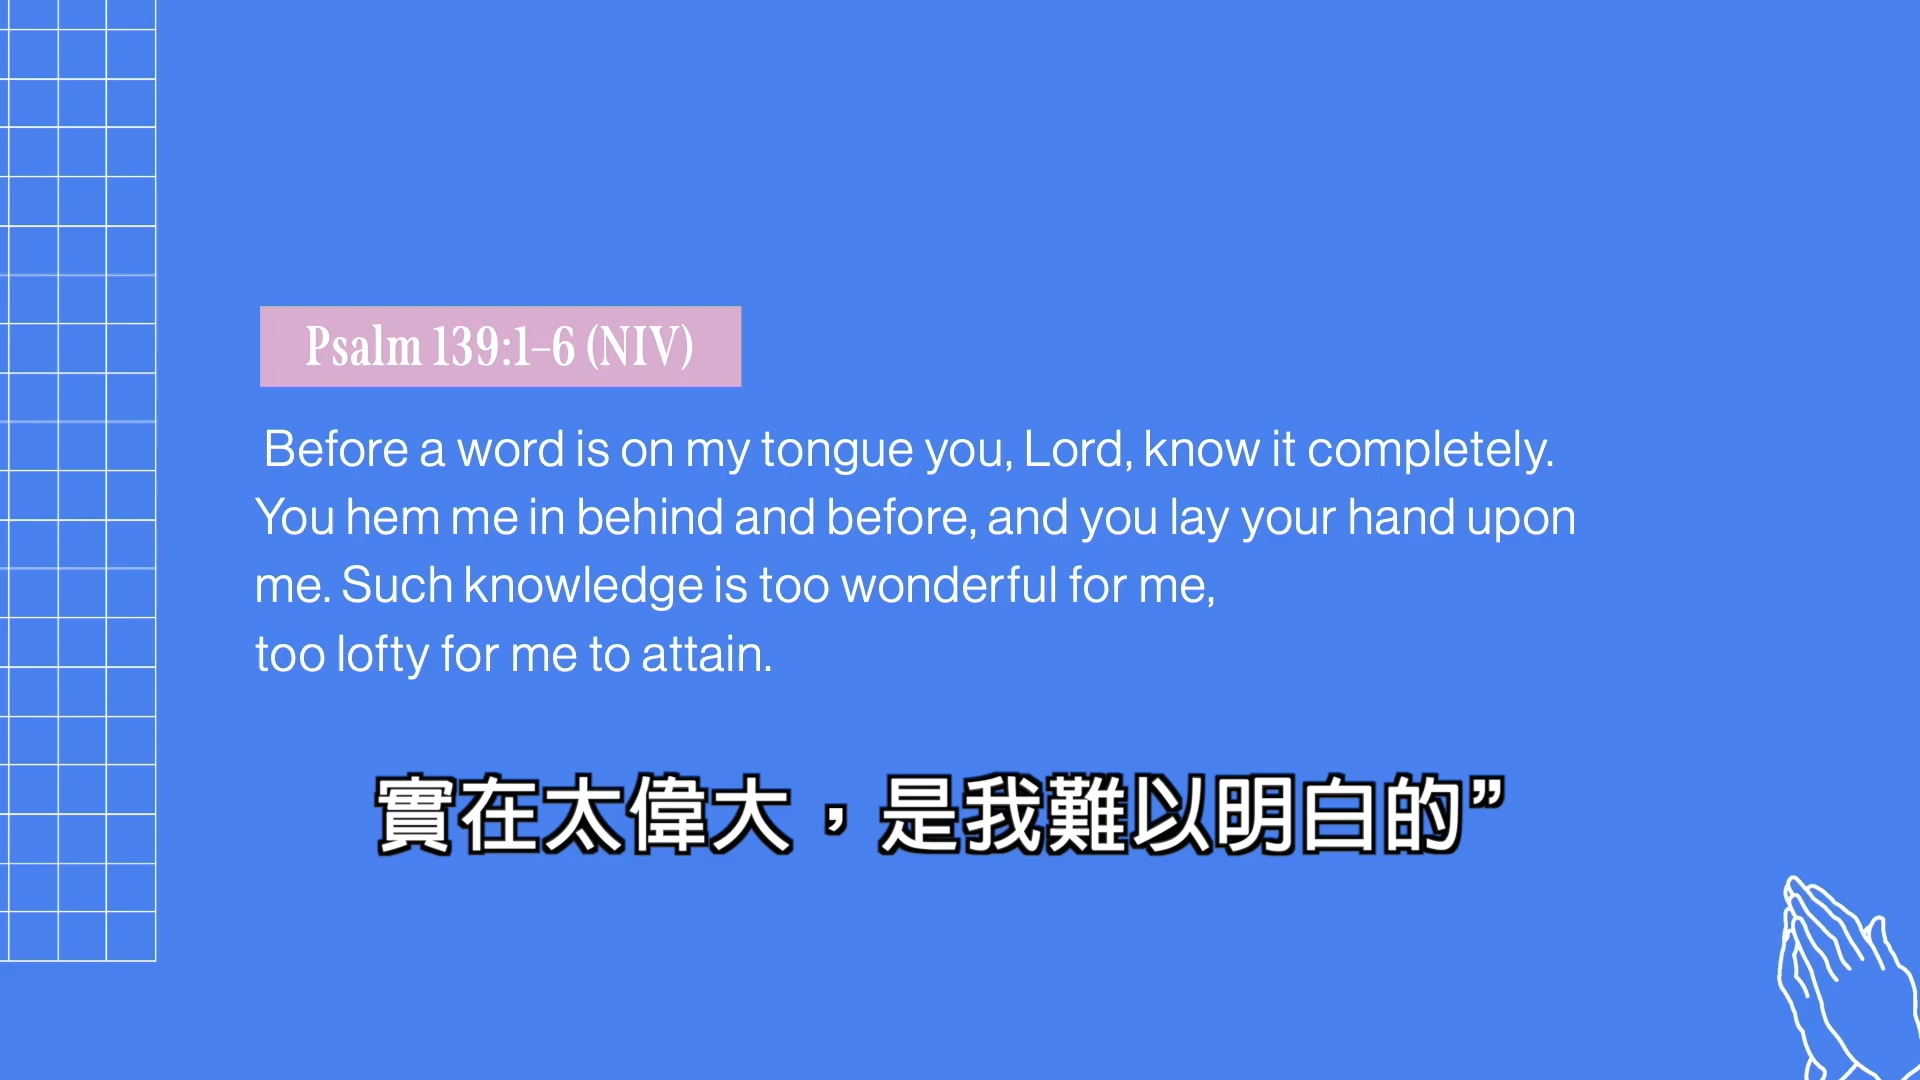 Psalm 139:1–6 (NIV)
Before a word is on my tongue you, Lord, know it completely.
You hem me in behind and before, and you lay your hand upon
me. Such knowledge is too wonderful for me,
too lofty for me to attain.
實在太偉大，是我難以明白的”